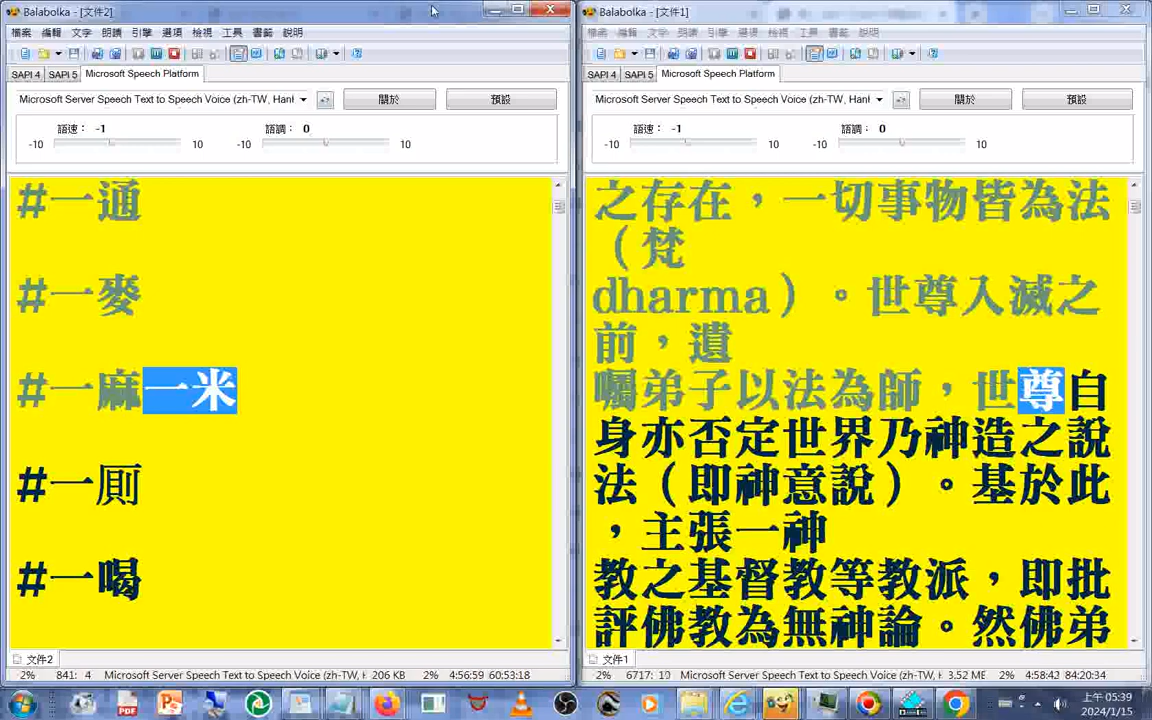 Balabolka - [文件2]
檔案 編輯 文字 朗讀 引擎 選項 檢視 工具 書籤 說明
SAPI 4 SAPI 5 Microsoft Speech Platform
Microsoft Server Speech Text to Speech Voice (zh-TW, Hanl
關於 預設
語速： -1 語調： 0
-10 10 -10 10
#一通
#一麥
#一麻一米
#一厠
#一喝
文件2
2% 841: 4 Microsoft Server Speech Text to Speech Voice (zh-TW, Hanl 206 KB 2% 4:56:59 60:53:18
Balabolka - [文件1]
檔案 編輯 文字 朗讀 引擎 選項 檢視 工具 書籤 說明
SAPI 4 SAPI 5 Microsoft Speech Platform
Microsoft Server Speech Text to Speech Voice (zh-TW, Hanl
關於 預設
語速： -1 語調： 0
-10 10 -10 10
之存在，一切事物皆為法
（梵
dharma）。世尊入滅之
前，遺
囑弟子以法為師，世尊自
身亦否定世界乃神造之說
法（即神意說）。基於此
，主張一神
教之基督教等教派，即批
評佛教為無神論。然佛弟
文件1
2% 6717: 10 Microsoft Server Speech Text to Speech Voice (zh-TW, Hanl 3.52 ME 2% 4:58:42 84:20:34
上午 05:39
2024/1/15